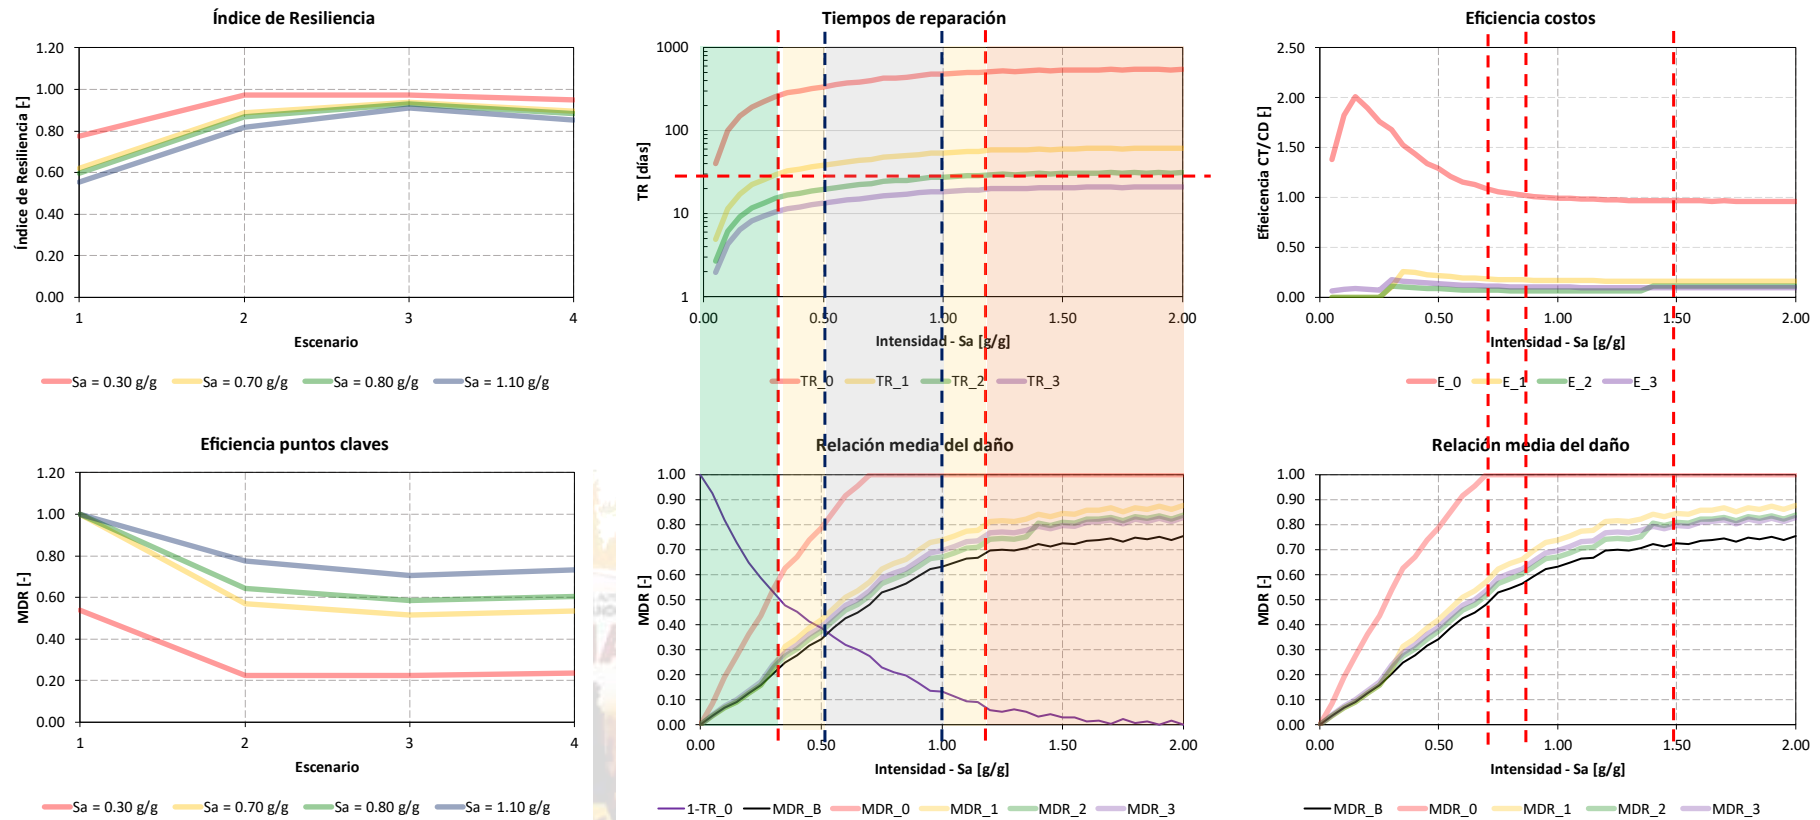 Índice de Resiliencia
Índice de Resiliencia [-]
1.20
1.00
0.80
0.60
0.40
0.20
0.00
1 2 3 4
Escenario
Sa = 0.30 g/g Sa = 0.70 g/g Sa = 0.80 g/g Sa = 1.10 g/g
Tiempos de reparación
TR [días]
1000
100
10
1
0.00 0.50 1.00 1.50 2.00
Intensidad - Sa [g/g]
TR_0 TR_1 TR_2 TR_3
Eficiencia costos
Efieicencia CT/CD [-]
2.50
2.00
1.50
1.00
0.50
0.00
0.00 0.50 1.00 1.50 2.00
Intensidad - Sa [g/g]
E_0 E_1 E_2 E_3
Eficiencia puntos claves
MDR [-]
1.20
1.00
0.80
0.60
0.40
0.20
0.00
1 2 3 4
Escenario
Sa = 0.30 g/g Sa = 0.70 g/g Sa = 0.80 g/g Sa = 1.10 g/g
Relación media del daño
MDR [-]
1.00
0.90
0.80
0.70
0.60
0.50
0.40
0.30
0.20
0.10
0.00
0.00 0.50 1.00 1.50 2.00
Intensidad - Sa [g/g]
1-TR_0 MDR_B MDR_0 MDR_1 MDR_2 MDR_3
Relación media del daño
MDR [-]
1.00
0.90
0.80
0.70
0.60
0.50
0.40
0.30
0.20
0.10
0.00
0.00 0.50 1.00 1.50 2.00
Intensidad - Sa [g/g]
MDR_B MDR_0 MDR_1 MDR_2 MDR_3